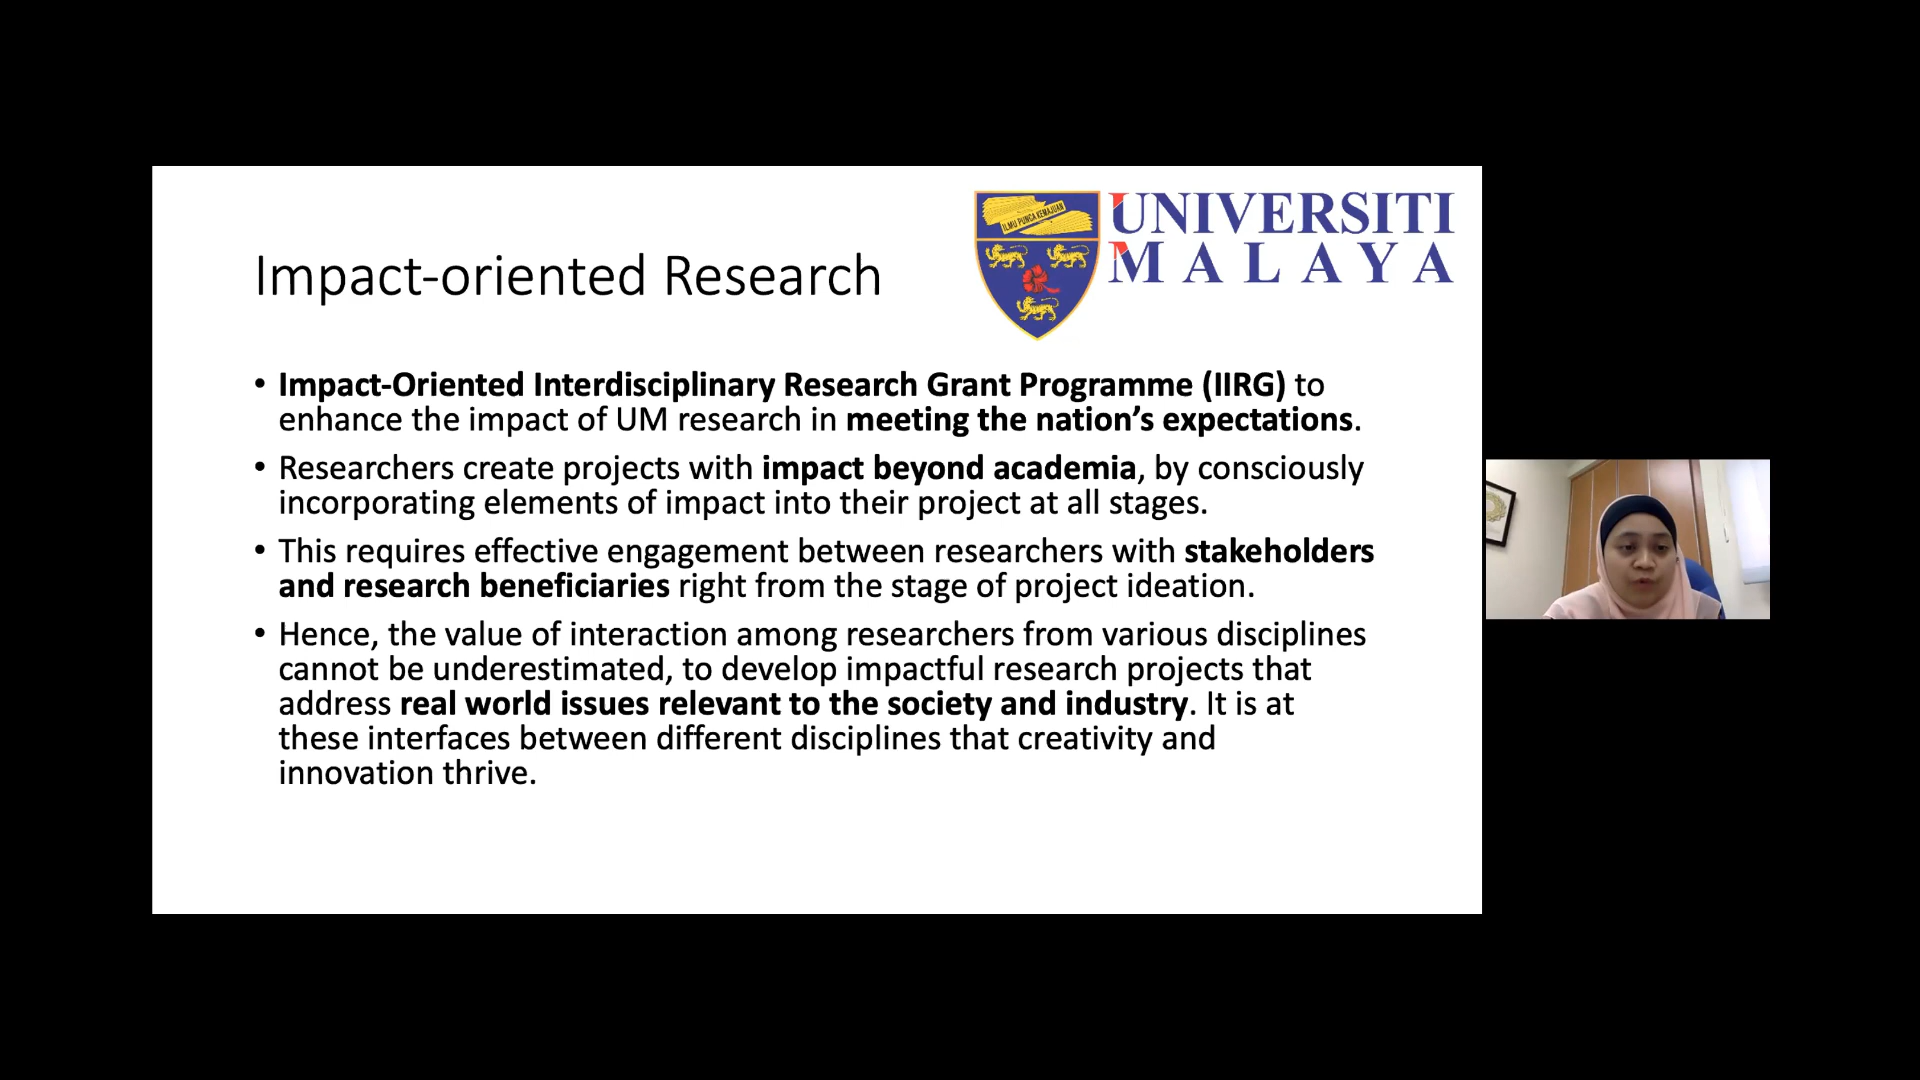 ILMU PUNCA KEMAJUAN
UNIVERSITI
MALAYA
Impact-oriented Research
• Impact-Oriented Interdisciplinary Research Grant Programme (IIRG) to
enhance the impact of UM research in meeting the nation’s expectations.
• Researchers create projects with impact beyond academia, by consciously
incorporating elements of impact into their project at all stages.
• This requires effective engagement between researchers with stakeholders
and research beneficiaries right from the stage of project ideation.
• Hence, the value of interaction among researchers from various disciplines
cannot be underestimated, to develop impactful research projects that
address real world issues relevant to the society and industry. It is at
these interfaces between different disciplines that creativity and
innovation thrive.